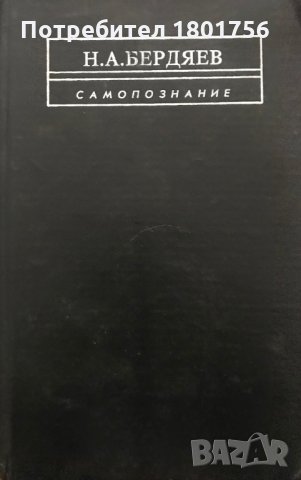 Потребител 1801756
Н.А.БЕРДЯЕВ
САМОПОЗНАНИЕ
BAZAR